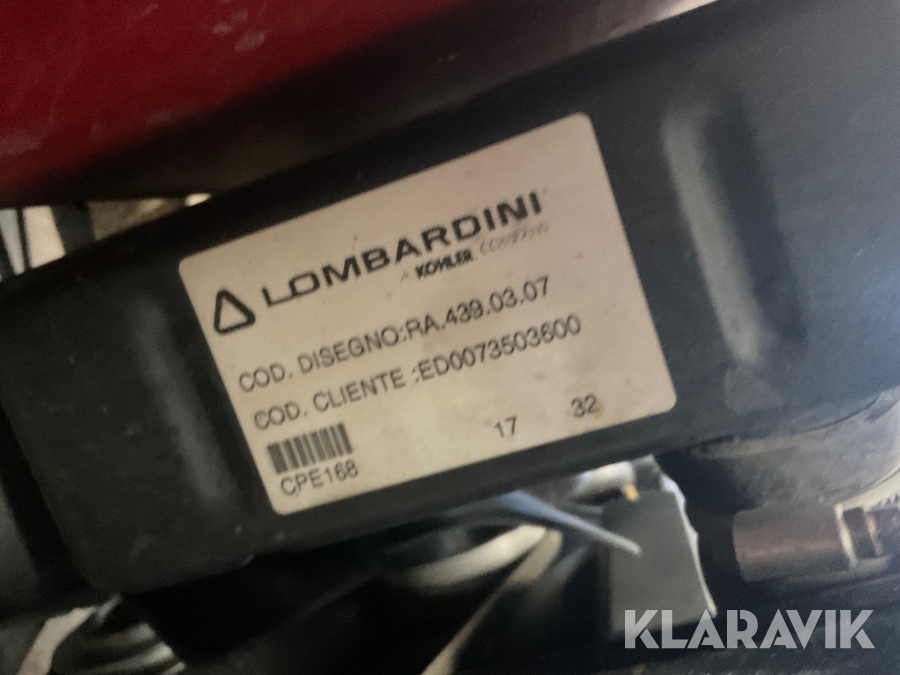 LOMBARDINI
A KOHLER COMPANY
COD. DISEGNO:RA.439.03.07
COD. CLIENTE :ED0073503600
CPE168
17 32
KLARAVIK